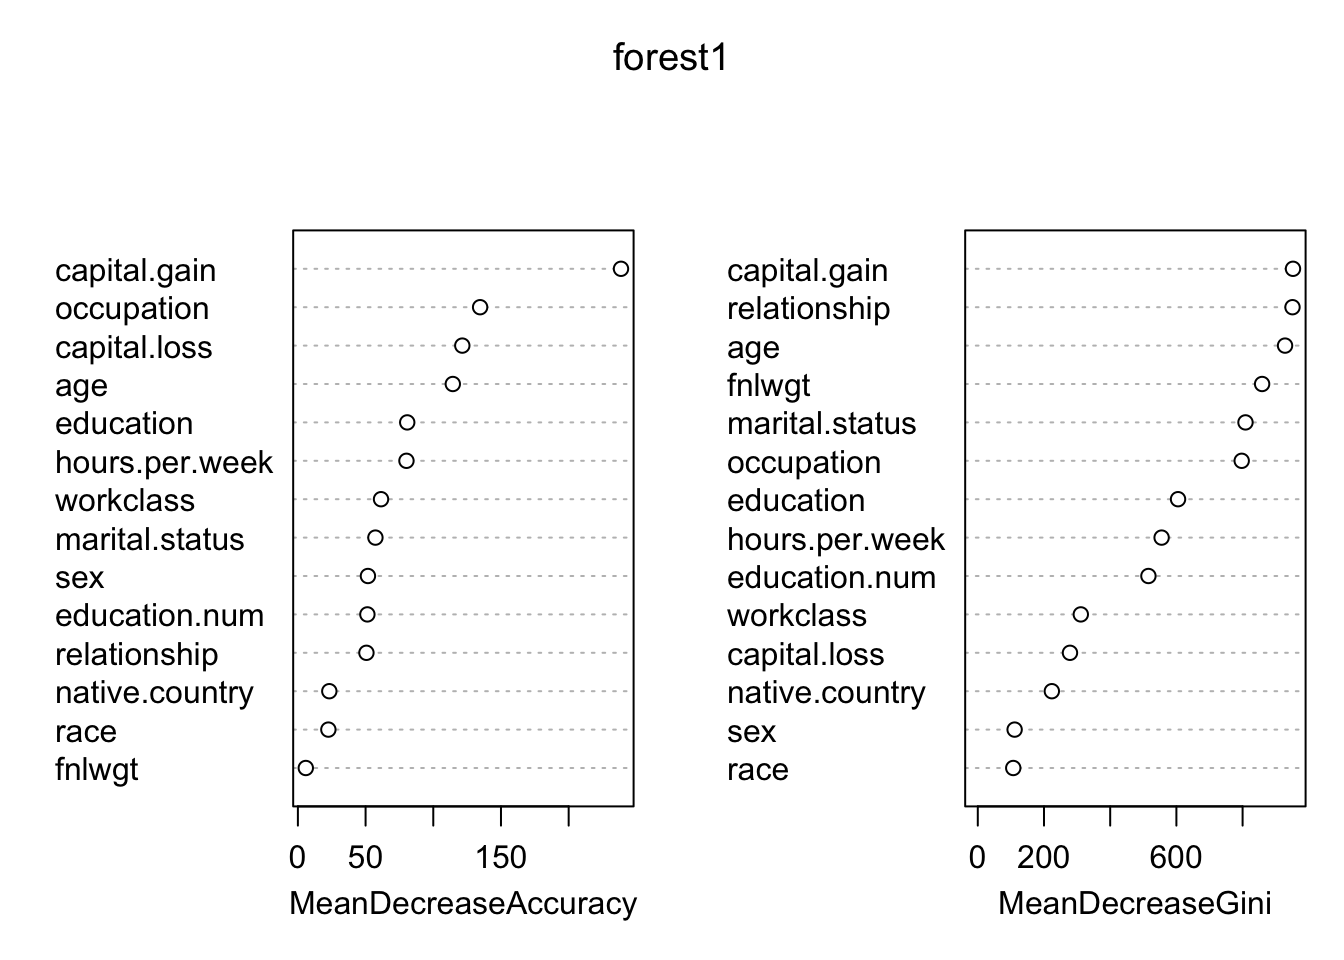 forest1
capital.gain
occupation
capital.loss
age
education
hours.per.week
workclass
marital.status
sex
education.num
relationship
native.country
race
fnlwgt
0 50 150
MeanDecreaseAccuracy
capital.gain
relationship
age
fnlwgt
marital.status
occupation
education
hours.per.week
education.num
workclass
capital.loss
native.country
sex
race
0 200 600
MeanDecreaseGini